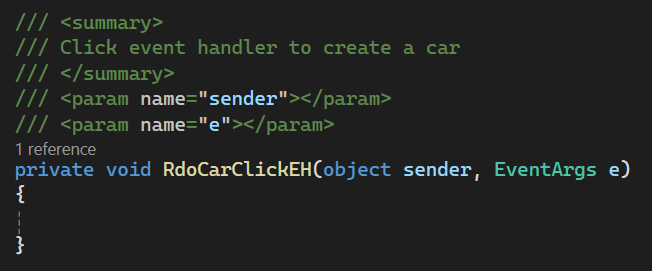 /// <summary>
/// Click event handler to create a car
/// </summary>
/// <param name="sender"></param>
/// <param name="e"></param>
1 reference
private void RdoCarClickEH(object sender, EventArgs e)
{
}